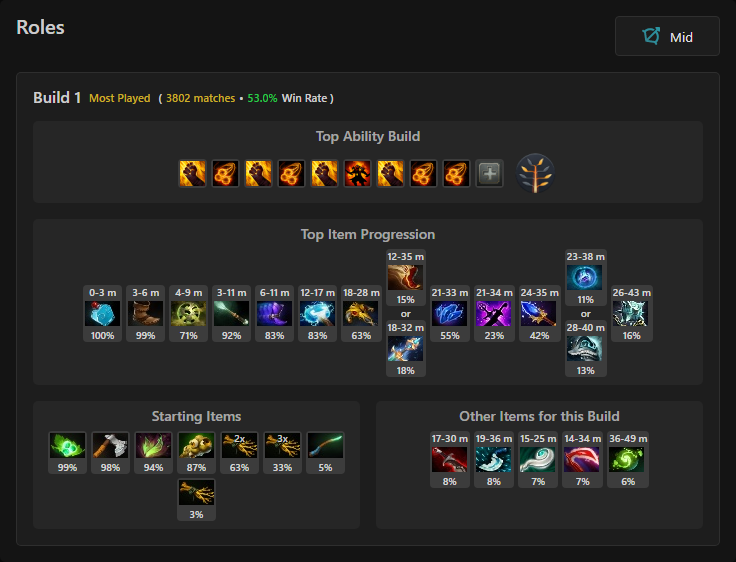 Roles
Mid
Build 1 Most Played ( 3802 matches • 53.0% Win Rate )
Top Ability Build
Top Item Progression
0-3 m 3-6 m 4-9 m 3-11 m 6-11 m 12-17 m 18-28 m 12-35 m 21-33 m 21-34 m 24-35 m 23-38 m 26-43 m
100% 99% 71% 92% 83% 83% 63% 15% 55% 23% 42% 11% 16%
or or
18-32 m 28-40 m
18% 13%
Starting Items
2x 3x
99% 98% 94% 87% 63% 33% 5%
3%
Other Items for this Build
17-30 m 19-36 m 15-25 m 14-34 m 36-49 m
8% 8% 7% 7% 6%